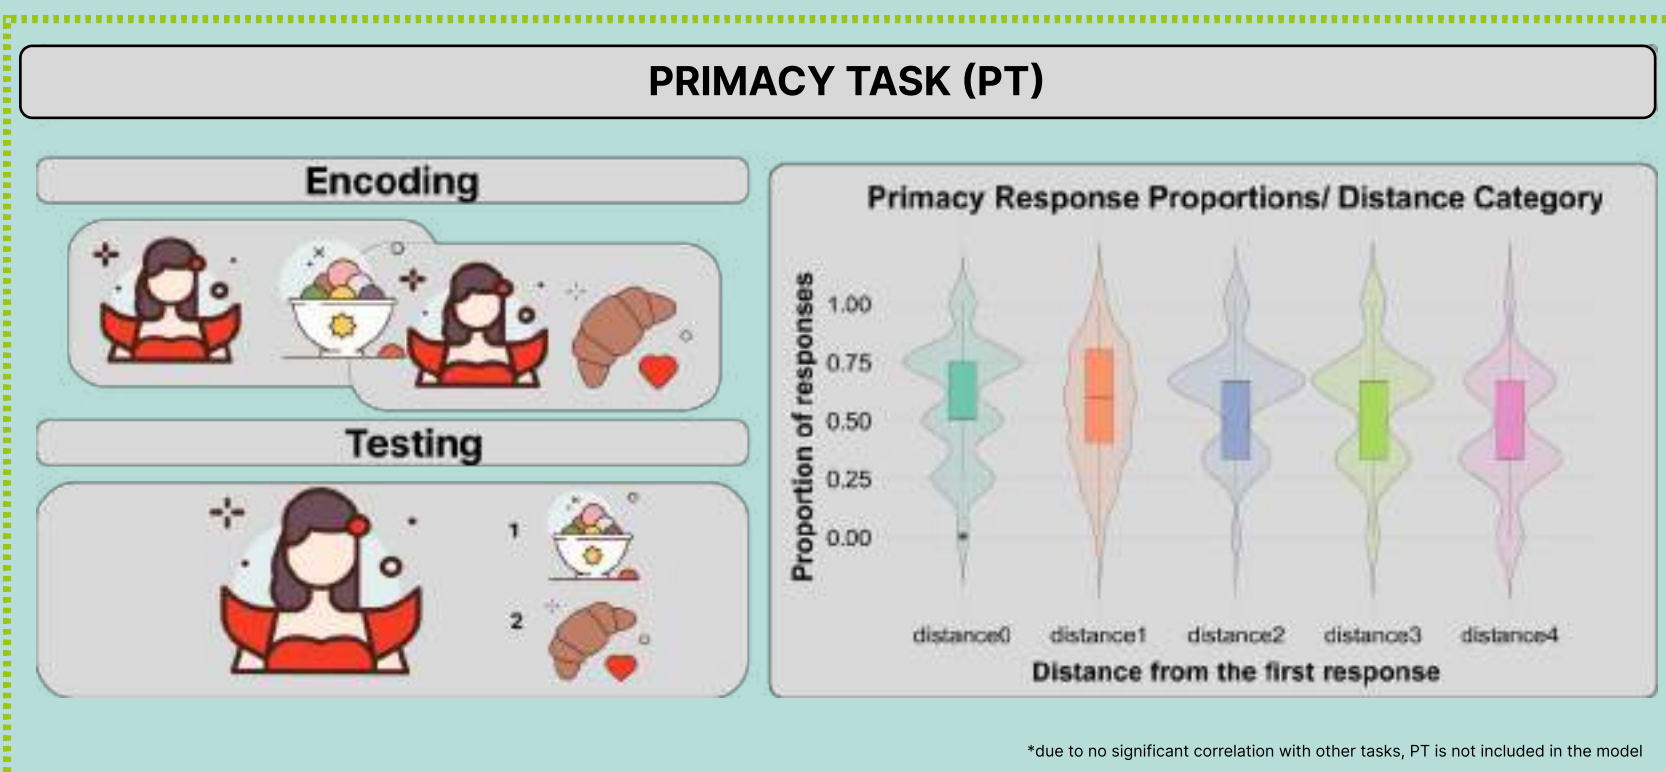 PRIMACY TASK (PT)
Encoding
Testing
1
2
Primacy Response Proportions/ Distance Category
Proportion of responses
1.00
0.75
0.50
0.25
0.00
distance0 distance1 distance2 distance3 distance4
Distance from the first response
*due to no significant correlation with other tasks, PT is not included in the model